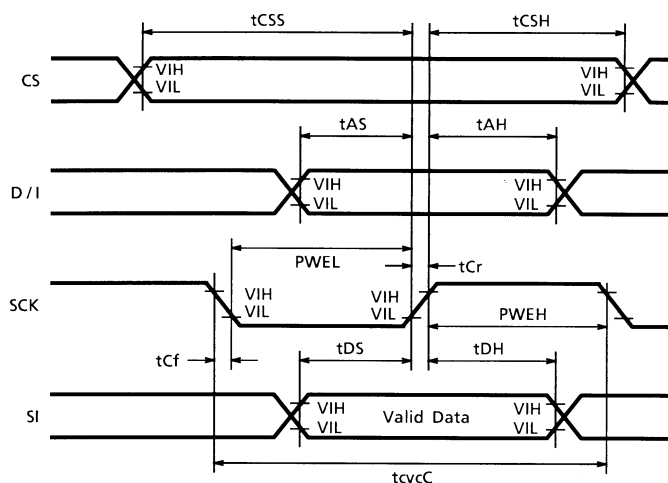 tCSS tCSH
CS VIH VIL VIH VIL
tAS tAH
D / I VIH VIL VIH VIL
PWEL tCr
SCK VIH VIL VIH VIL PWEH
tCf tDS tDH
SI VIH VIL Valid Data VIH VIL
tcycC